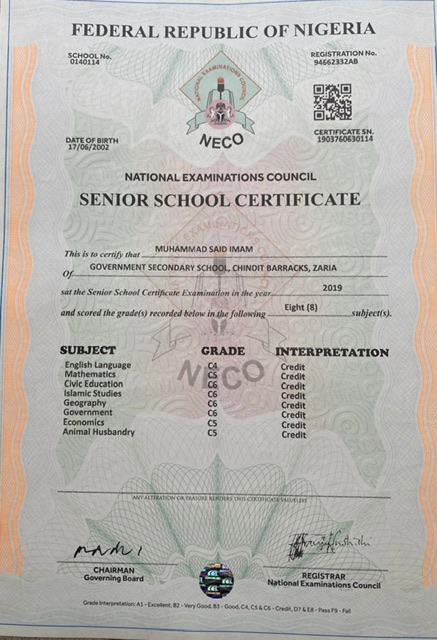 FEDERAL REPUBLIC OF NIGERIA
SCHOOL No.
0140114
REGISTRATION No.
94662332AB
NATIONAL EXAMINATIONS COUNCIL
NECO
DATE OF BIRTH
17/06/2002
CERTIFICATE SN.
1903760630114
NATIONAL EXAMINATIONS COUNCIL
SENIOR SCHOOL CERTIFICATE
This is to certify that MUHAMMAD SAID IMAM
Of GOVERNMENT SECONDARY SCHOOL, CHINDIT BARRACKS, ZARIA
sat the Senior School Certificate Examination in the year 2019
and scored the grade(s) recorded below in the following Eight (8) subject(s).
SUBJECT GRADE INTERPRETATION
English Language C4 Credit
Mathematics C5 Credit
Civic Education C6 Credit
Islamic Studies C6 Credit
Geography C6 Credit
Government C6 Credit
Economics C5 Credit
Animal Husbandry C5 Credit
NECO
ANY ALTERATION OR ERASURE RENDERS THIS CERTIFICATE VALUELESS
CHAIRMAN
Governing Board
REGISTRAR
National Examinations Council
Grade Interpretation: A1 - Excellent, B2 - Very Good, B3 - Good, C4, C5 & C6 - Credit, D7 & E8 - Pass F9 - Fail